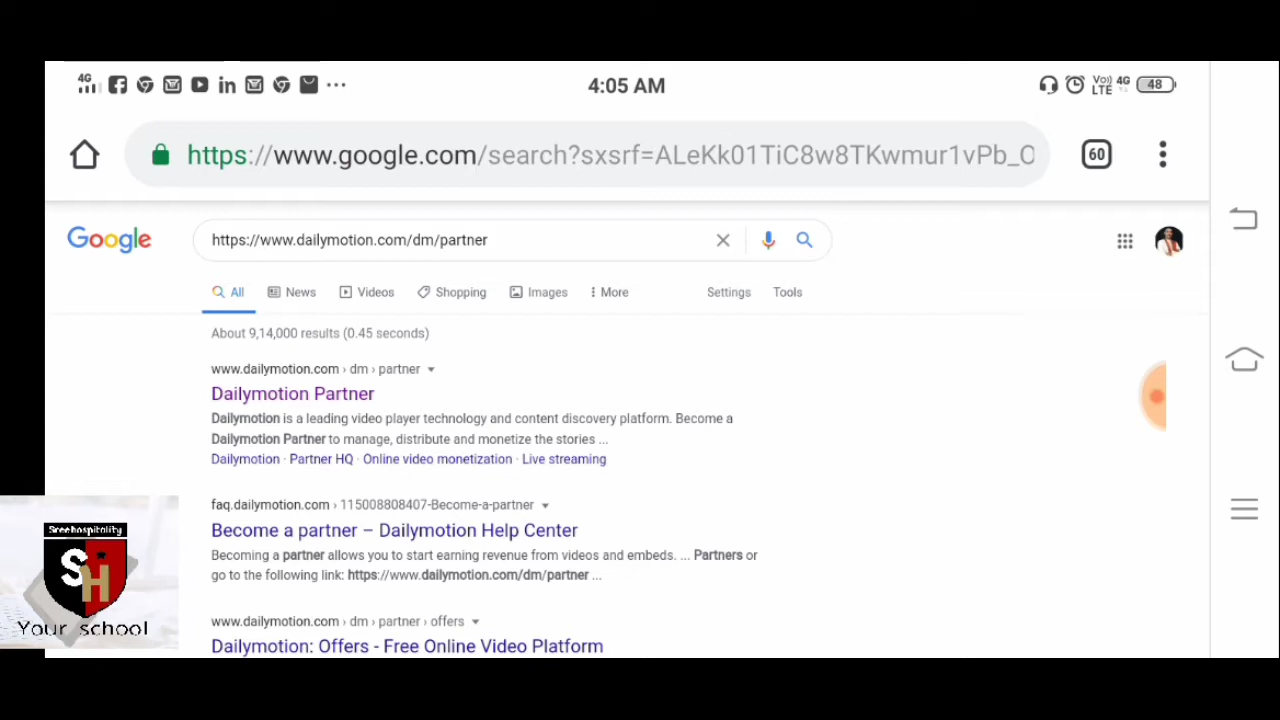 4G 4:05 AM Vo) LTE 4G 48
https://www.google.com/search?sxsrf=ALeKk01TiC8w8TKwmur1vPb_O 60
Google https://www.dailymotion.com/dm/partner
All News Videos Shopping Images More Settings Tools
About 9,14,000 results (0.45 seconds)
www.dailymotion.com › dm › partner
Dailymotion Partner
Dailymotion is a leading video player technology and content discovery platform. Become a
Dailymotion Partner to manage, distribute and monetize the stories ...
Dailymotion · Partner HQ · Online video monetization · Live streaming
faq.dailymotion.com › 115008808407-Become-a-partner
Become a partner – Dailymotion Help Center
Becoming a partner allows you to start earning revenue from videos and embeds. ... Partners or
go to the following link: https://www.dailymotion.com/dm/partner ...
www.dailymotion.com › dm › partner › offers
Dailymotion: Offers - Free Online Video Platform
Sreehospitality
SH
Your school